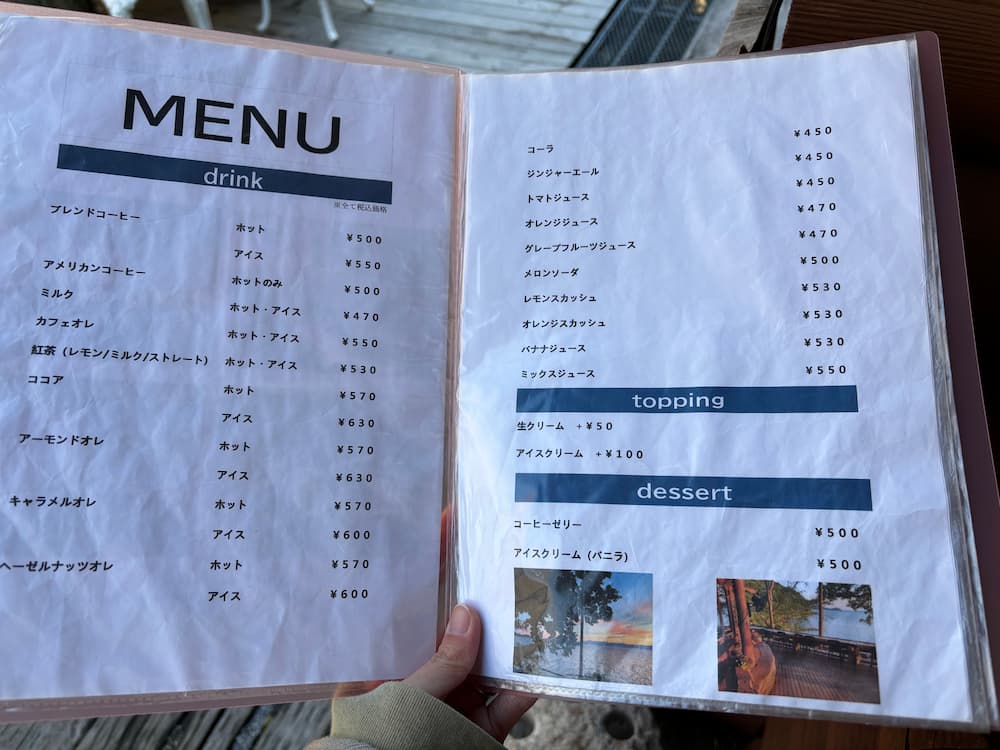 MENU
drink
※全て税込価格
ブレンドコーヒー ホット ¥500
アイス ¥550
アメリカンコーヒー ホットのみ ¥500
ミルク ホット・アイス ¥470
カフェオレ ホット・アイス ¥550
紅茶（レモン/ミルク/ストレート） ホット・アイス ¥530
ココア ホット ¥570
アイス ¥630
アーモンドオレ ホット ¥570
アイス ¥630
キャラメルオレ ホット ¥570
アイス ¥600
ヘーゼルナッツオレ ホット ¥570
アイス ¥600
コーラ ¥450
ジンジャーエール ¥450
トマトジュース ¥450
オレンジジュース ¥470
グレープフルーツジュース ¥470
メロンソーダ ¥500
レモンスカッシュ ¥530
オレンジスカッシュ ¥530
バナナジュース ¥530
ミックスジュース ¥550
topping
生クリーム +¥50
アイスクリーム +¥100
dessert
コーヒーゼリー ¥500
アイスクリーム（バニラ） ¥500